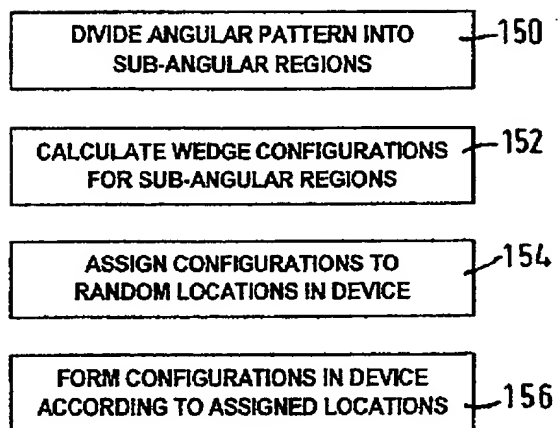 DIVIDE ANGULAR PATTERN INTO
SUB-ANGULAR REGIONS
150
CALCULATE WEDGE CONFIGURATIONS
FOR SUB-ANGULAR REGIONS
152
ASSIGN CONFIGURATIONS TO
RANDOM LOCATIONS IN DEVICE
154
FORM CONFIGURATIONS IN DEVICE
ACCORDING TO ASSIGNED LOCATIONS
156